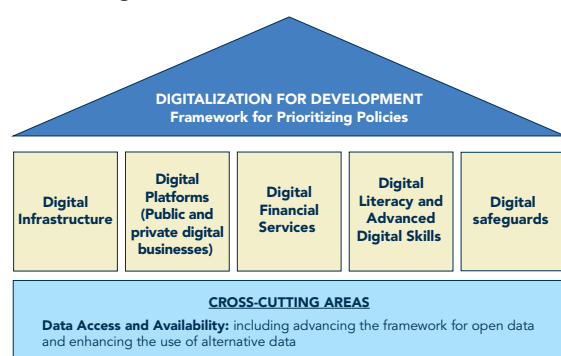 DIGITALIZATION FOR DEVELOPMENT
Framework for Prioritizing Policies
Digital
Infrastructure
Digital
Platforms
(Public and
private digital
businesses)
Digital
Financial
Services
Digital
Literacy and
Advanced
Digital Skills
Digital
safeguards
CROSS-CUTTING AREAS
Data Access and Availability: including advancing the framework for open data
and enhancing the use of alternative data